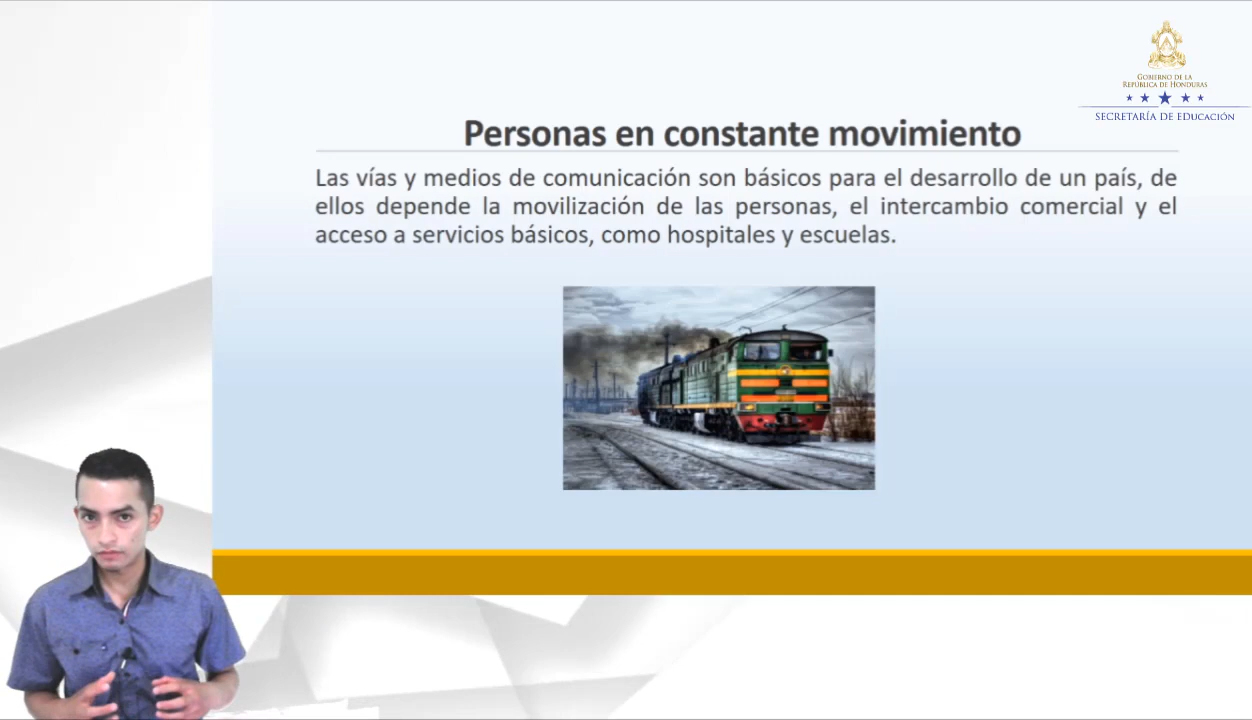 GOBIERNO DE LA
REPÚBLICA DE HONDURAS
SECRETARÍA DE EDUCACIÓN
Personas en constante movimiento
Las vías y medios de comunicación son básicos para el desarrollo de un país, de
ellos depende la movilización de las personas, el intercambio comercial y el
acceso a servicios básicos, como hospitales y escuelas.